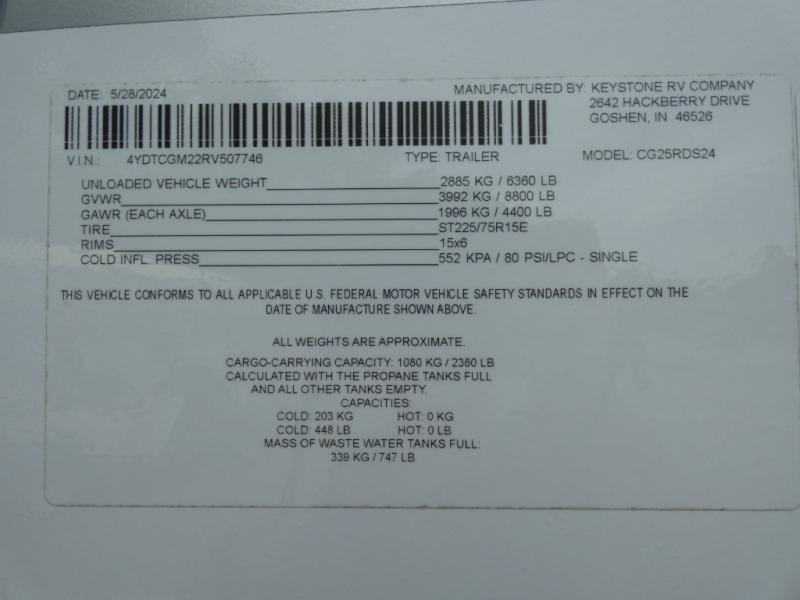 DATE: 5/28/2024 MANUFACTURED BY: KEYSTONE RV COMPANY
2642 HACKBERRY DRIVE
GOSHEN, IN 46526
V.I.N.: 4YDTCGM22RV507746 TYPE: TRAILER MODEL: CG25RDS24
UNLOADED VEHICLE WEIGHT 2885 KG / 6360 LB
GVWR 3992 KG / 8800 LB
GAWR (EACH AXLE) 1996 KG / 4400 LB
TIRE ST225/75R15E
RIMS 15x6
COLD INFL. PRESS 552 KPA / 80 PSI/LPC - SINGLE
THIS VEHICLE CONFORMS TO ALL APPLICABLE U.S. FEDERAL MOTOR VEHICLE SAFETY STANDARDS IN EFFECT ON THE
DATE OF MANUFACTURE SHOWN ABOVE.
ALL WEIGHTS ARE APPROXIMATE.
CARGO-CARRYING CAPACITY: 1080 KG / 2380 LB
CALCULATED WITH THE PROPANE TANKS FULL
AND ALL OTHER TANKS EMPTY.
CAPACITIES:
COLD: 203 KG HOT: 0 KG
COLD: 448 LB HOT: 0 LB
MASS OF WASTE WATER TANKS FULL:
339 KG / 747 LB